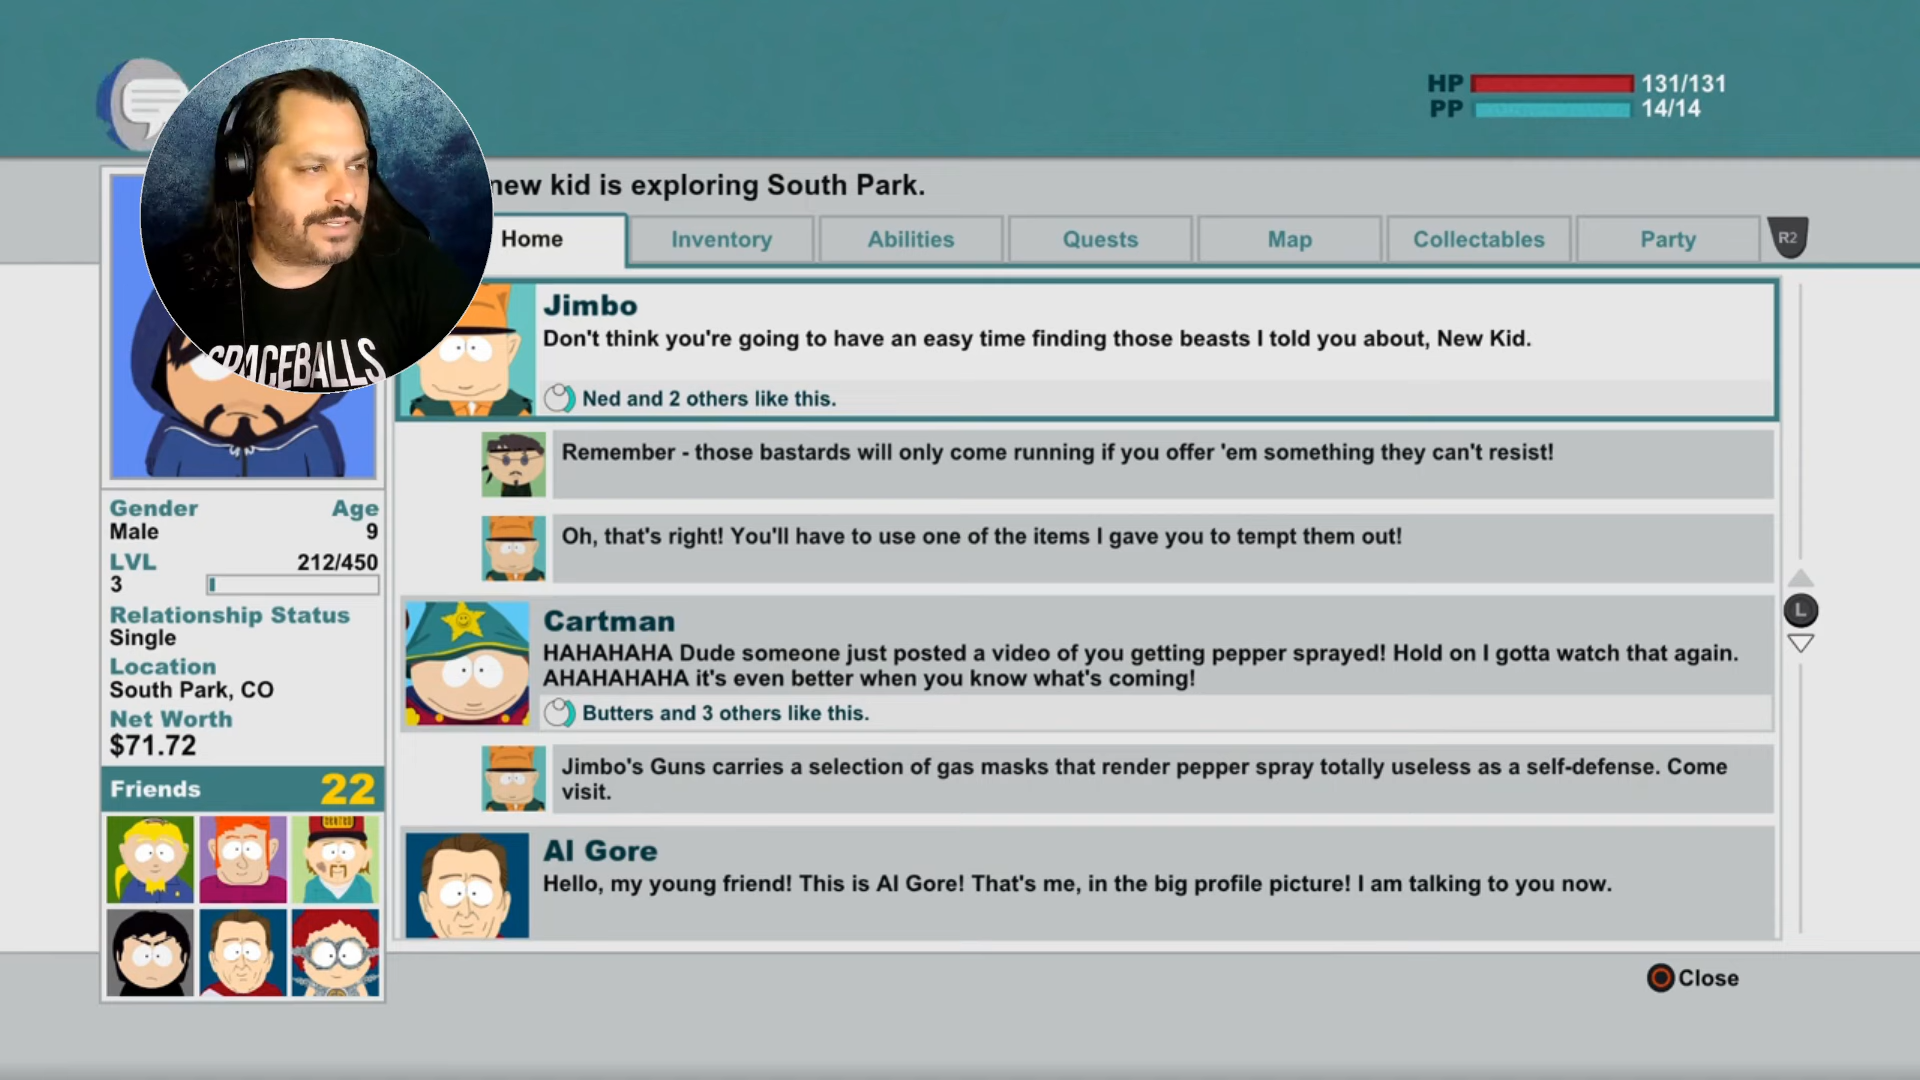 HP 131/131
PP 14/14
new kid is exploring South Park.
Home
Inventory
Abilities
Quests
Map
Collectables
Party
R2
SPACEBALLS
Jimbo
Don't think you're going to have an easy time finding those beasts I told you about, New Kid.
Ned and 2 others like this.
Remember - those bastards will only come running if you offer 'em something they can't resist!
Oh, that's right! You'll have to use one of the items I gave you to tempt them out!
Cartman
HAHAHAHA Dude someone just posted a video of you getting pepper sprayed! Hold on I gotta watch that again.
AHAHAHAHA it's even better when you know what's coming!
Butters and 3 others like this.
Jimbo's Guns carries a selection of gas masks that render pepper spray totally useless as a self-defense. Come
visit.
Al Gore
Hello, my young friend! This is Al Gore! That's me, in the big profile picture! I am talking to you now.
Gender Age
Male 9
LVL 212/450
3
Relationship Status
Single
Location
South Park, CO
Net Worth
$71.72
Friends 22
L
Close